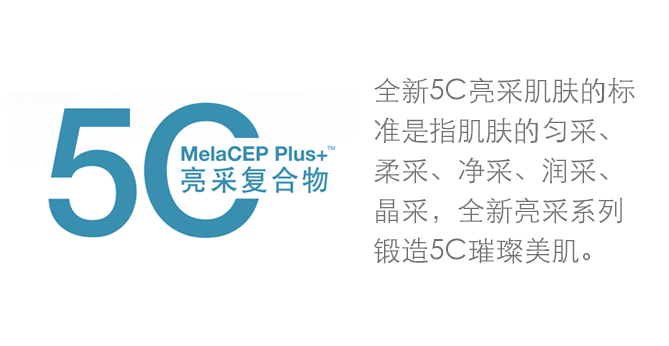 5C
MelaCEP Plus+™
亮采复合物
全新5C亮采肌肤的标
准是指肌肤的匀采、
柔采、净采、润采、
晶采，全新亮采系列
锻造5C璀璨美肌。